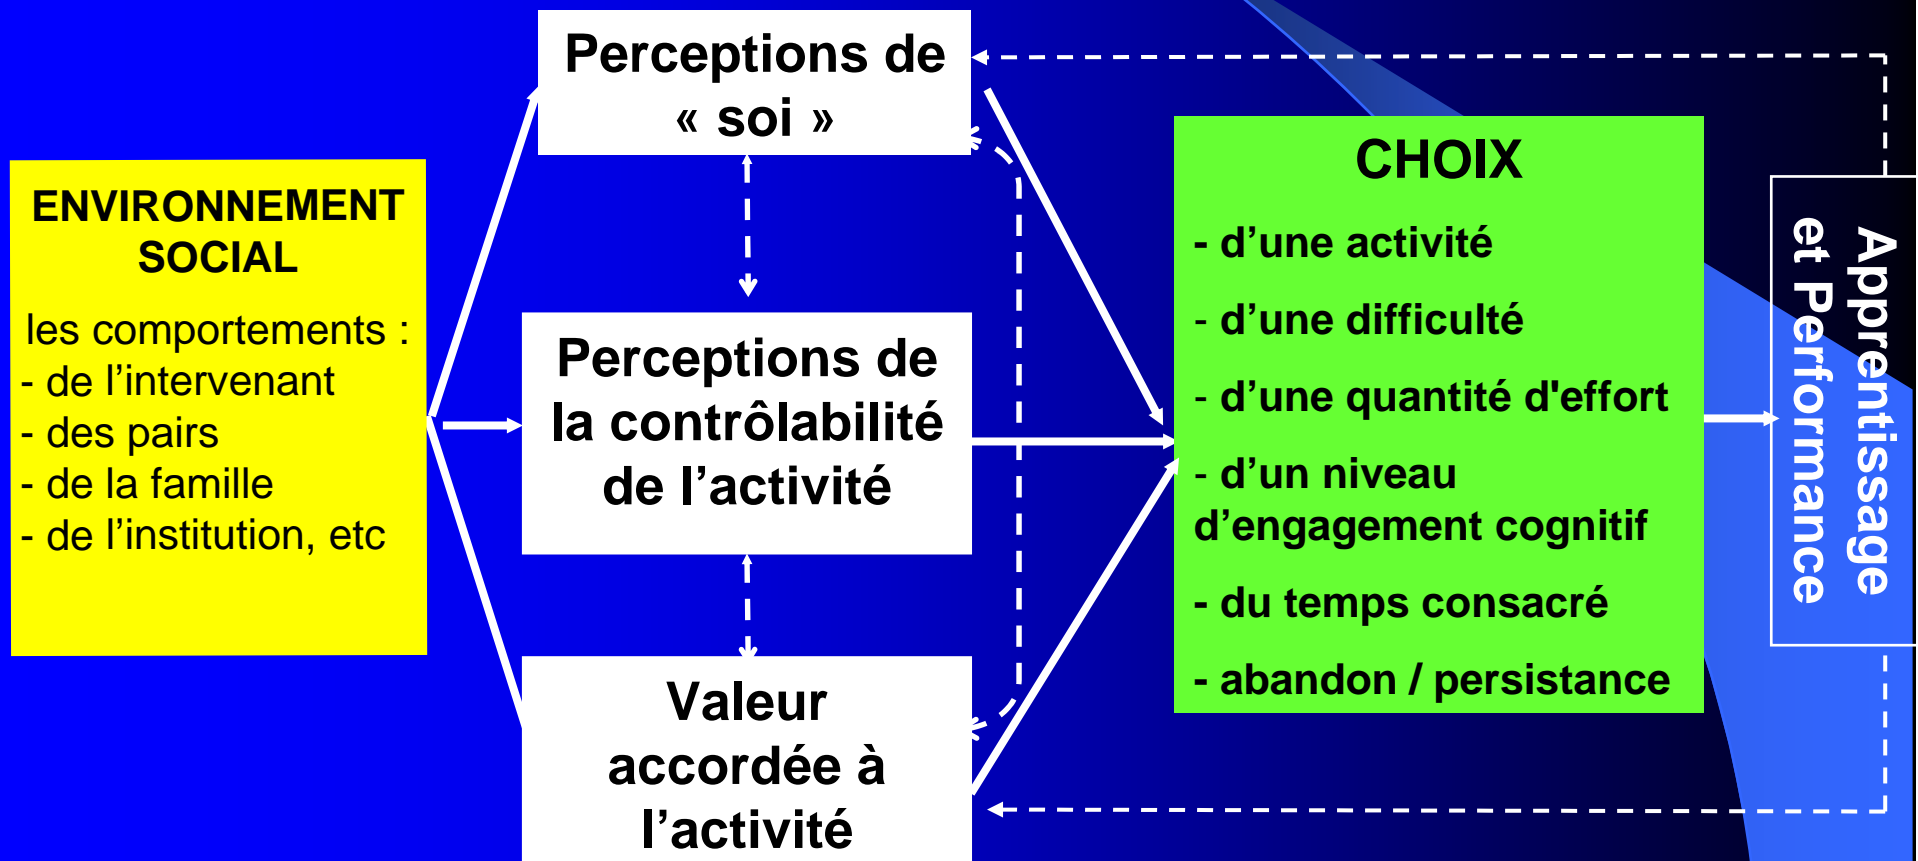 Perceptions de
« soi »
ENVIRONNEMENT
SOCIAL
les comportements :
- de l’intervenant
- des pairs
- de la famille
- de l’institution, etc
Perceptions de
la contrôlabilité
de l’activité
Valeur
accordée à
l’activité
CHOIX
- d’une activité
- d’une difficulté
- d’une quantité d'effort
- d’un niveau
d’engagement cognitif
- du temps consacré
- abandon / persistance
Apprentissage
et Performance